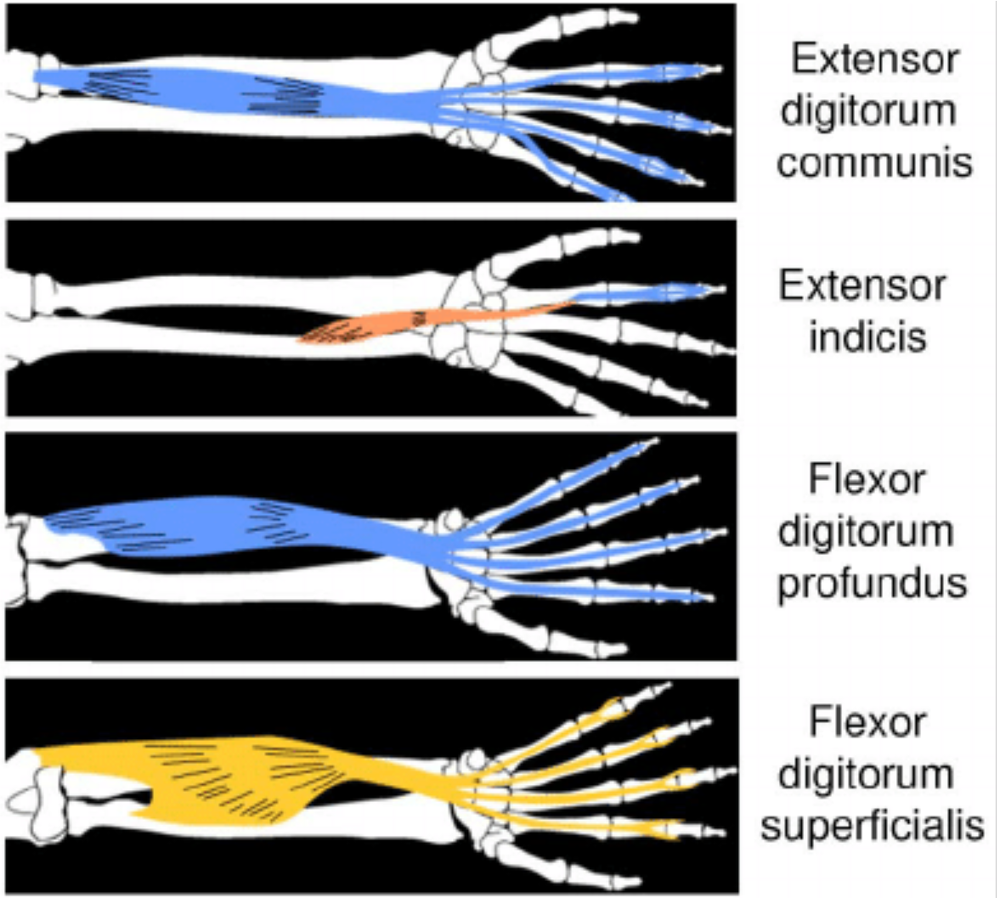 Extensor
digitorum
communis
Extensor
indicis
Flexor
digitorum
profundus
Flexor
digitorum
superficialis